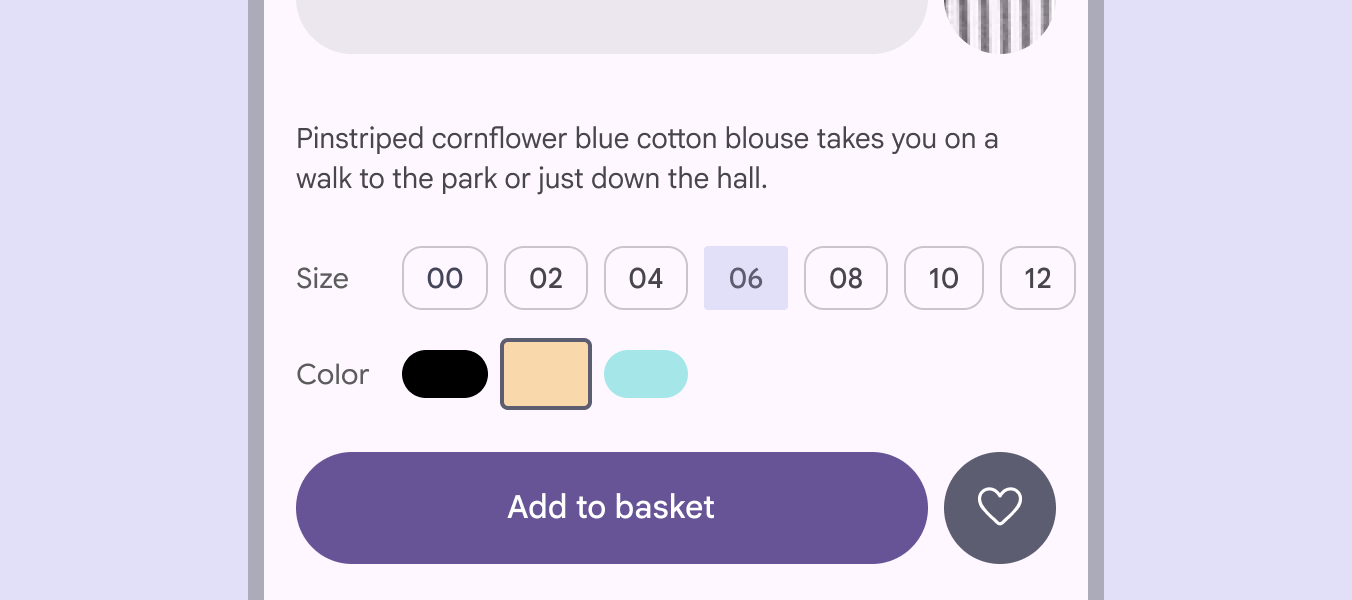 Pinstriped cornflower blue cotton blouse takes you on a
walk to the park or just down the hall.
Size 00 02 04 06 08 10 12
Color
Add to basket